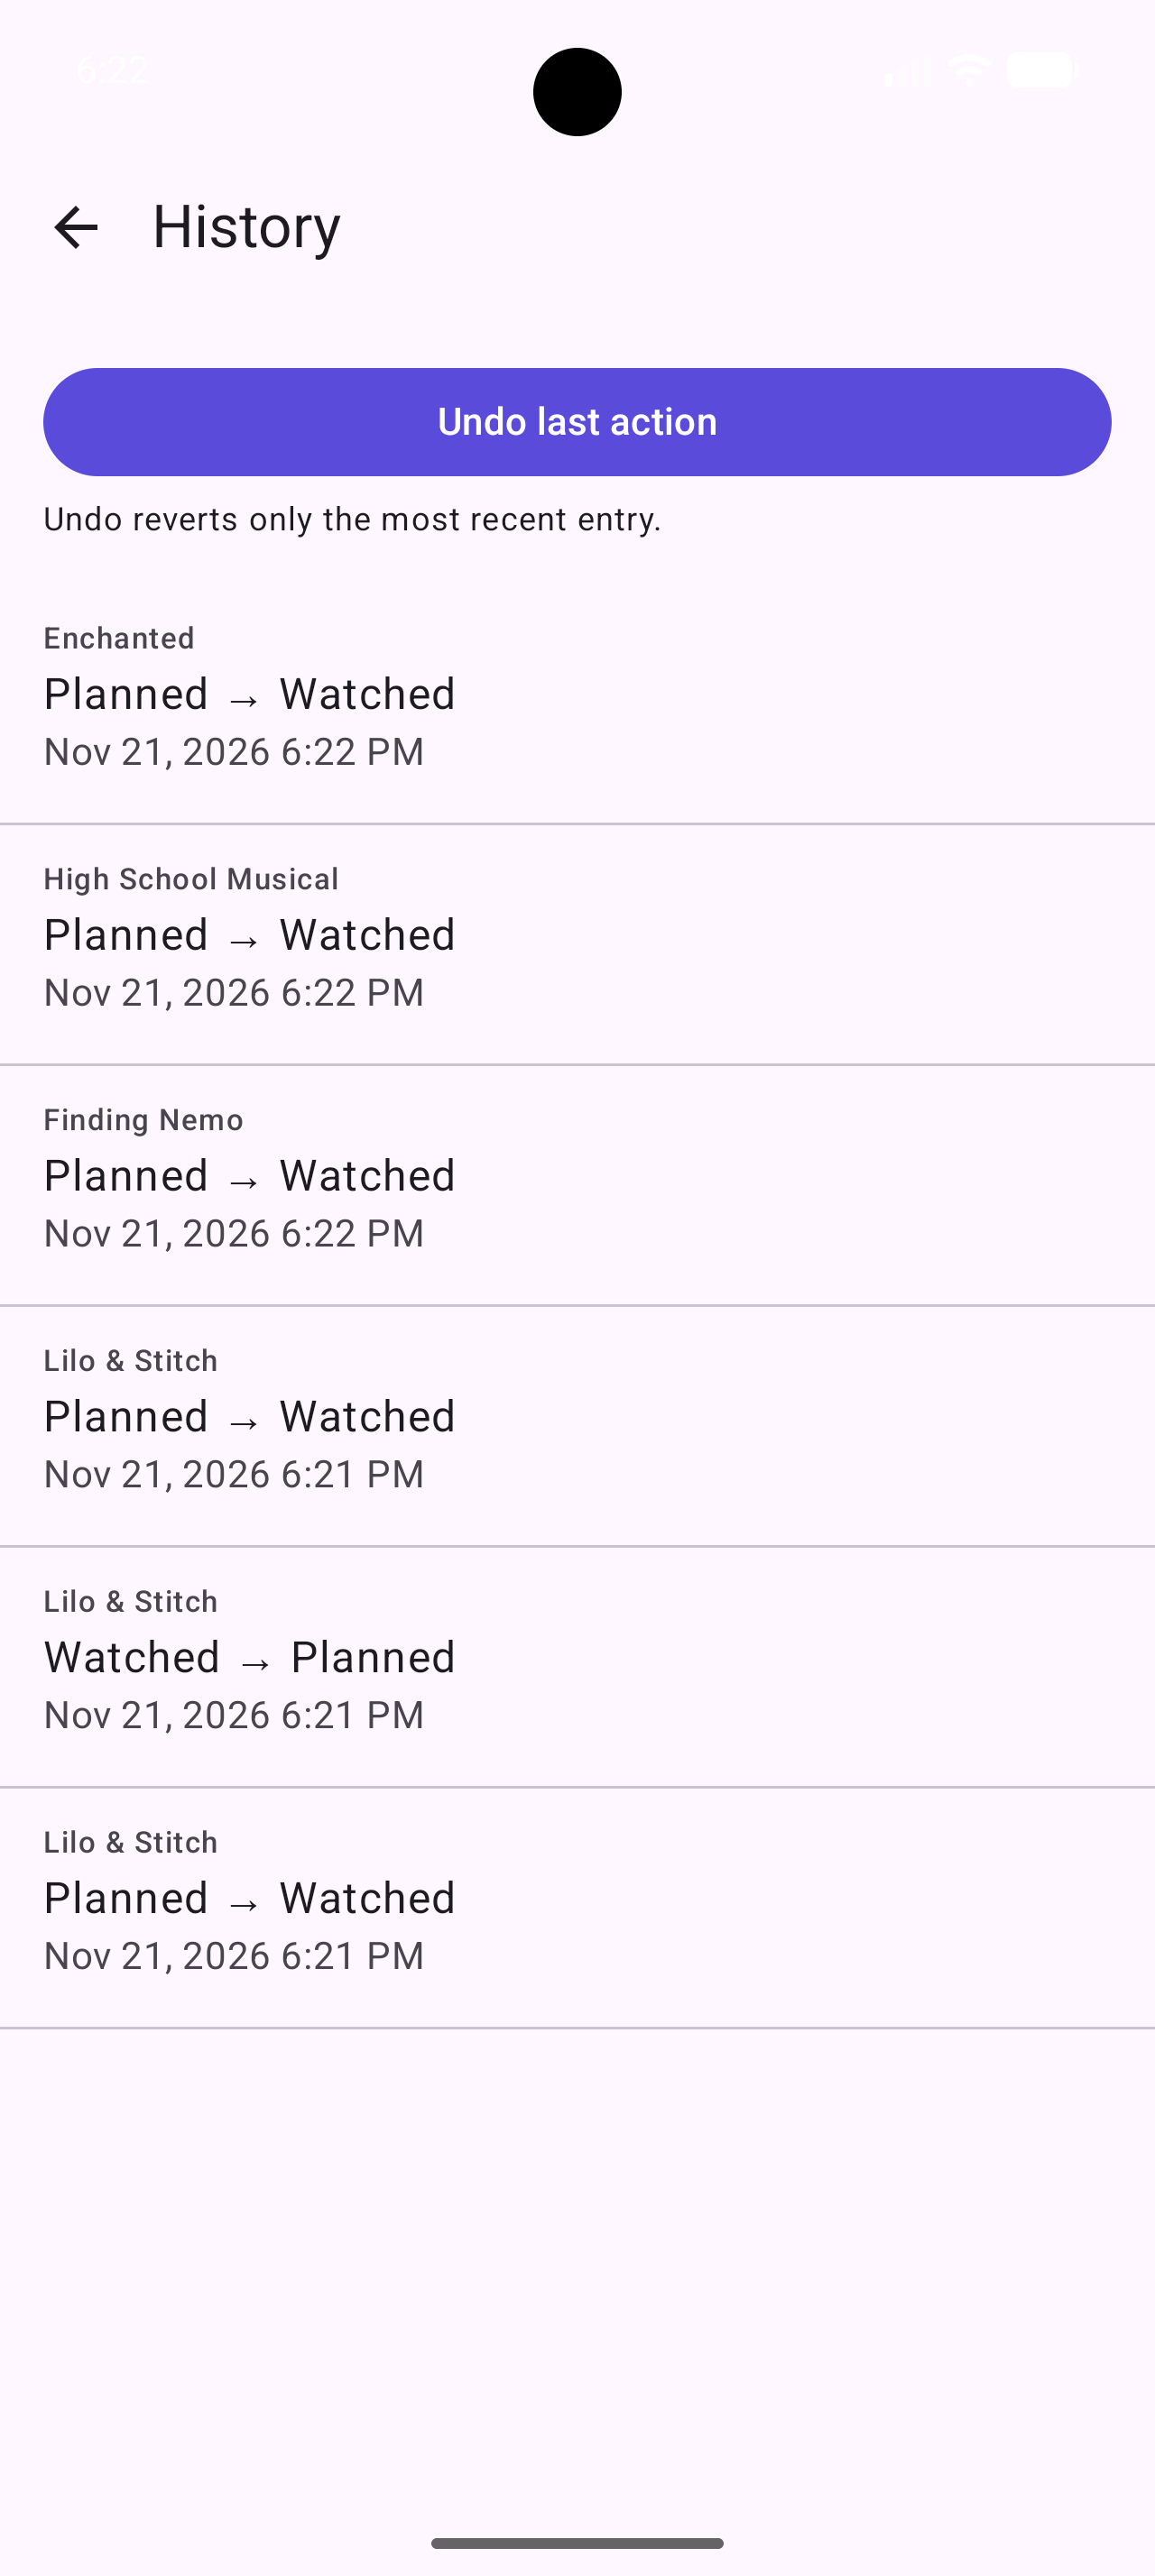 6:22
History
Undo last action
Undo reverts only the most recent entry.
Enchanted
Planned → Watched
Nov 21, 2026 6:22 PM
High School Musical
Planned → Watched
Nov 21, 2026 6:22 PM
Finding Nemo
Planned → Watched
Nov 21, 2026 6:22 PM
Lilo & Stitch
Planned → Watched
Nov 21, 2026 6:21 PM
Lilo & Stitch
Watched → Planned
Nov 21, 2026 6:21 PM
Lilo & Stitch
Planned → Watched
Nov 21, 2026 6:21 PM